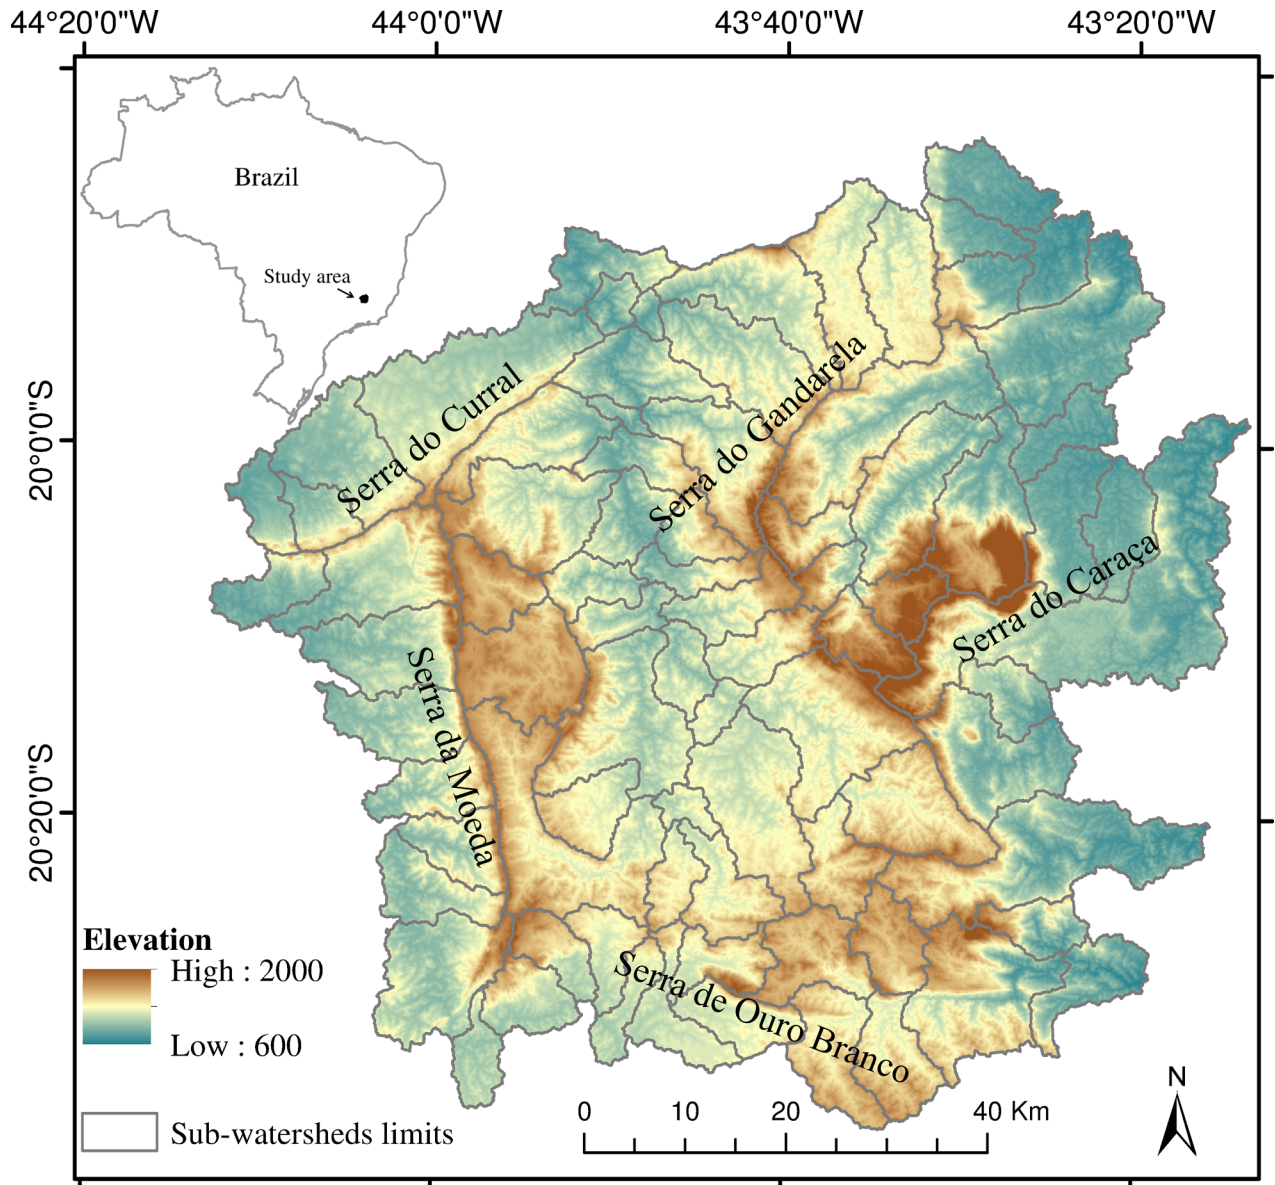 44°20'0"W
44°0'0"W
43°40'0"W
43°20'0"W
Brazil
Study area
20°0'0"S
20°20'0"S
Serra do Curral
Serra do Gandarela
Serra do Caraça
Serra da Moeda
Serra de Ouro Branco
Elevation
High : 2000
Low : 600
Sub-watersheds limits
0 10 20 40 Km
N